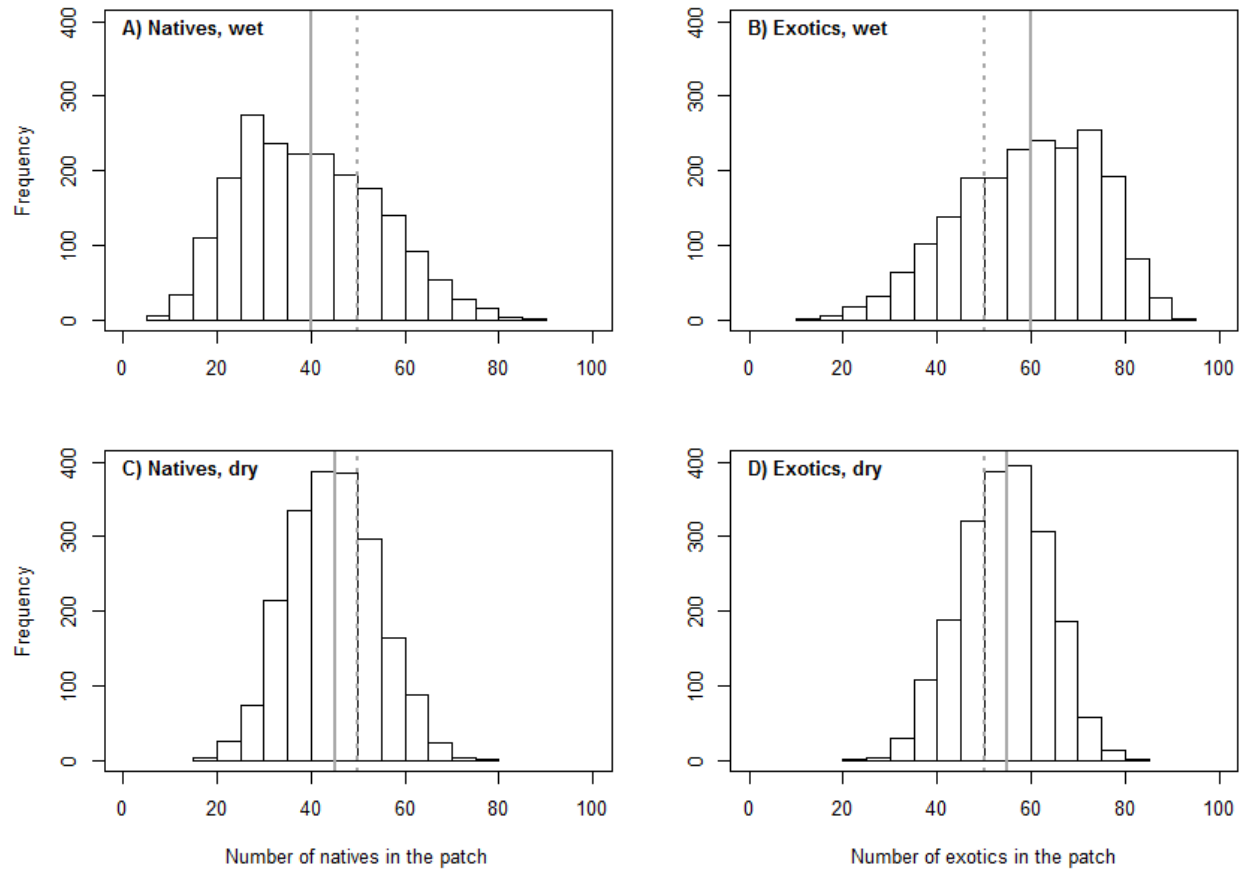 A) Natives, wet
Frequency
400
300
200
100
0
0 20 40 60 80 100
B) Exotics, wet
400
300
200
100
0
0 20 40 60 80 100
C) Natives, dry
Frequency
400
300
200
100
0
0 20 40 60 80 100
Number of natives in the patch
D) Exotics, dry
400
300
200
100
0
0 20 40 60 80 100
Number of exotics in the patch